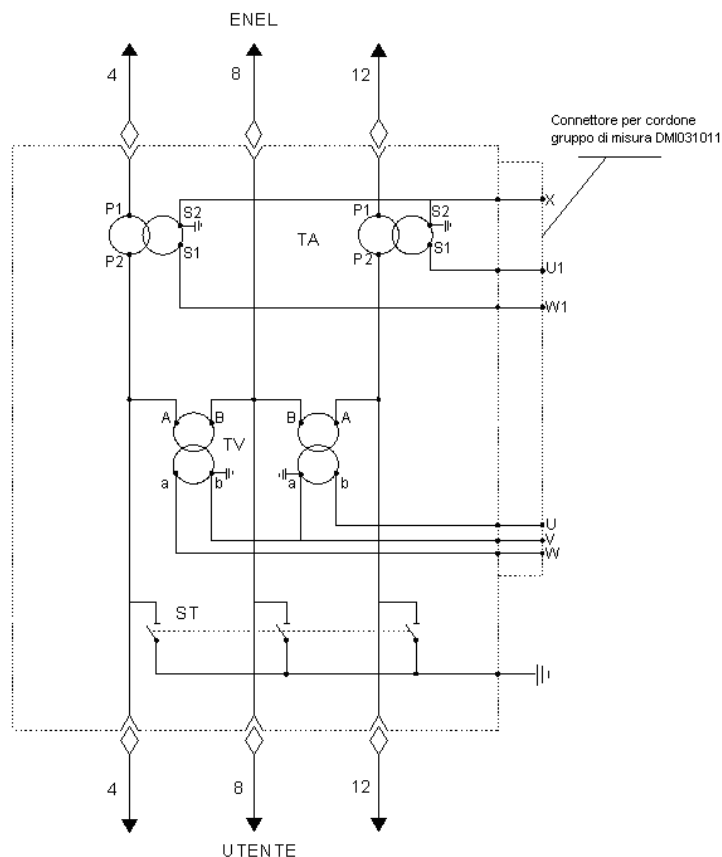 ENEL
4 8 12
Connettore per cordone
gruppo di misura DMI031011
P1 S2 P1 S2 X
TA
P2 S1 P2 S1 U1
W1
A B B A
TV
a b a b
U
V
W
ST
4 8 12
UTENTE